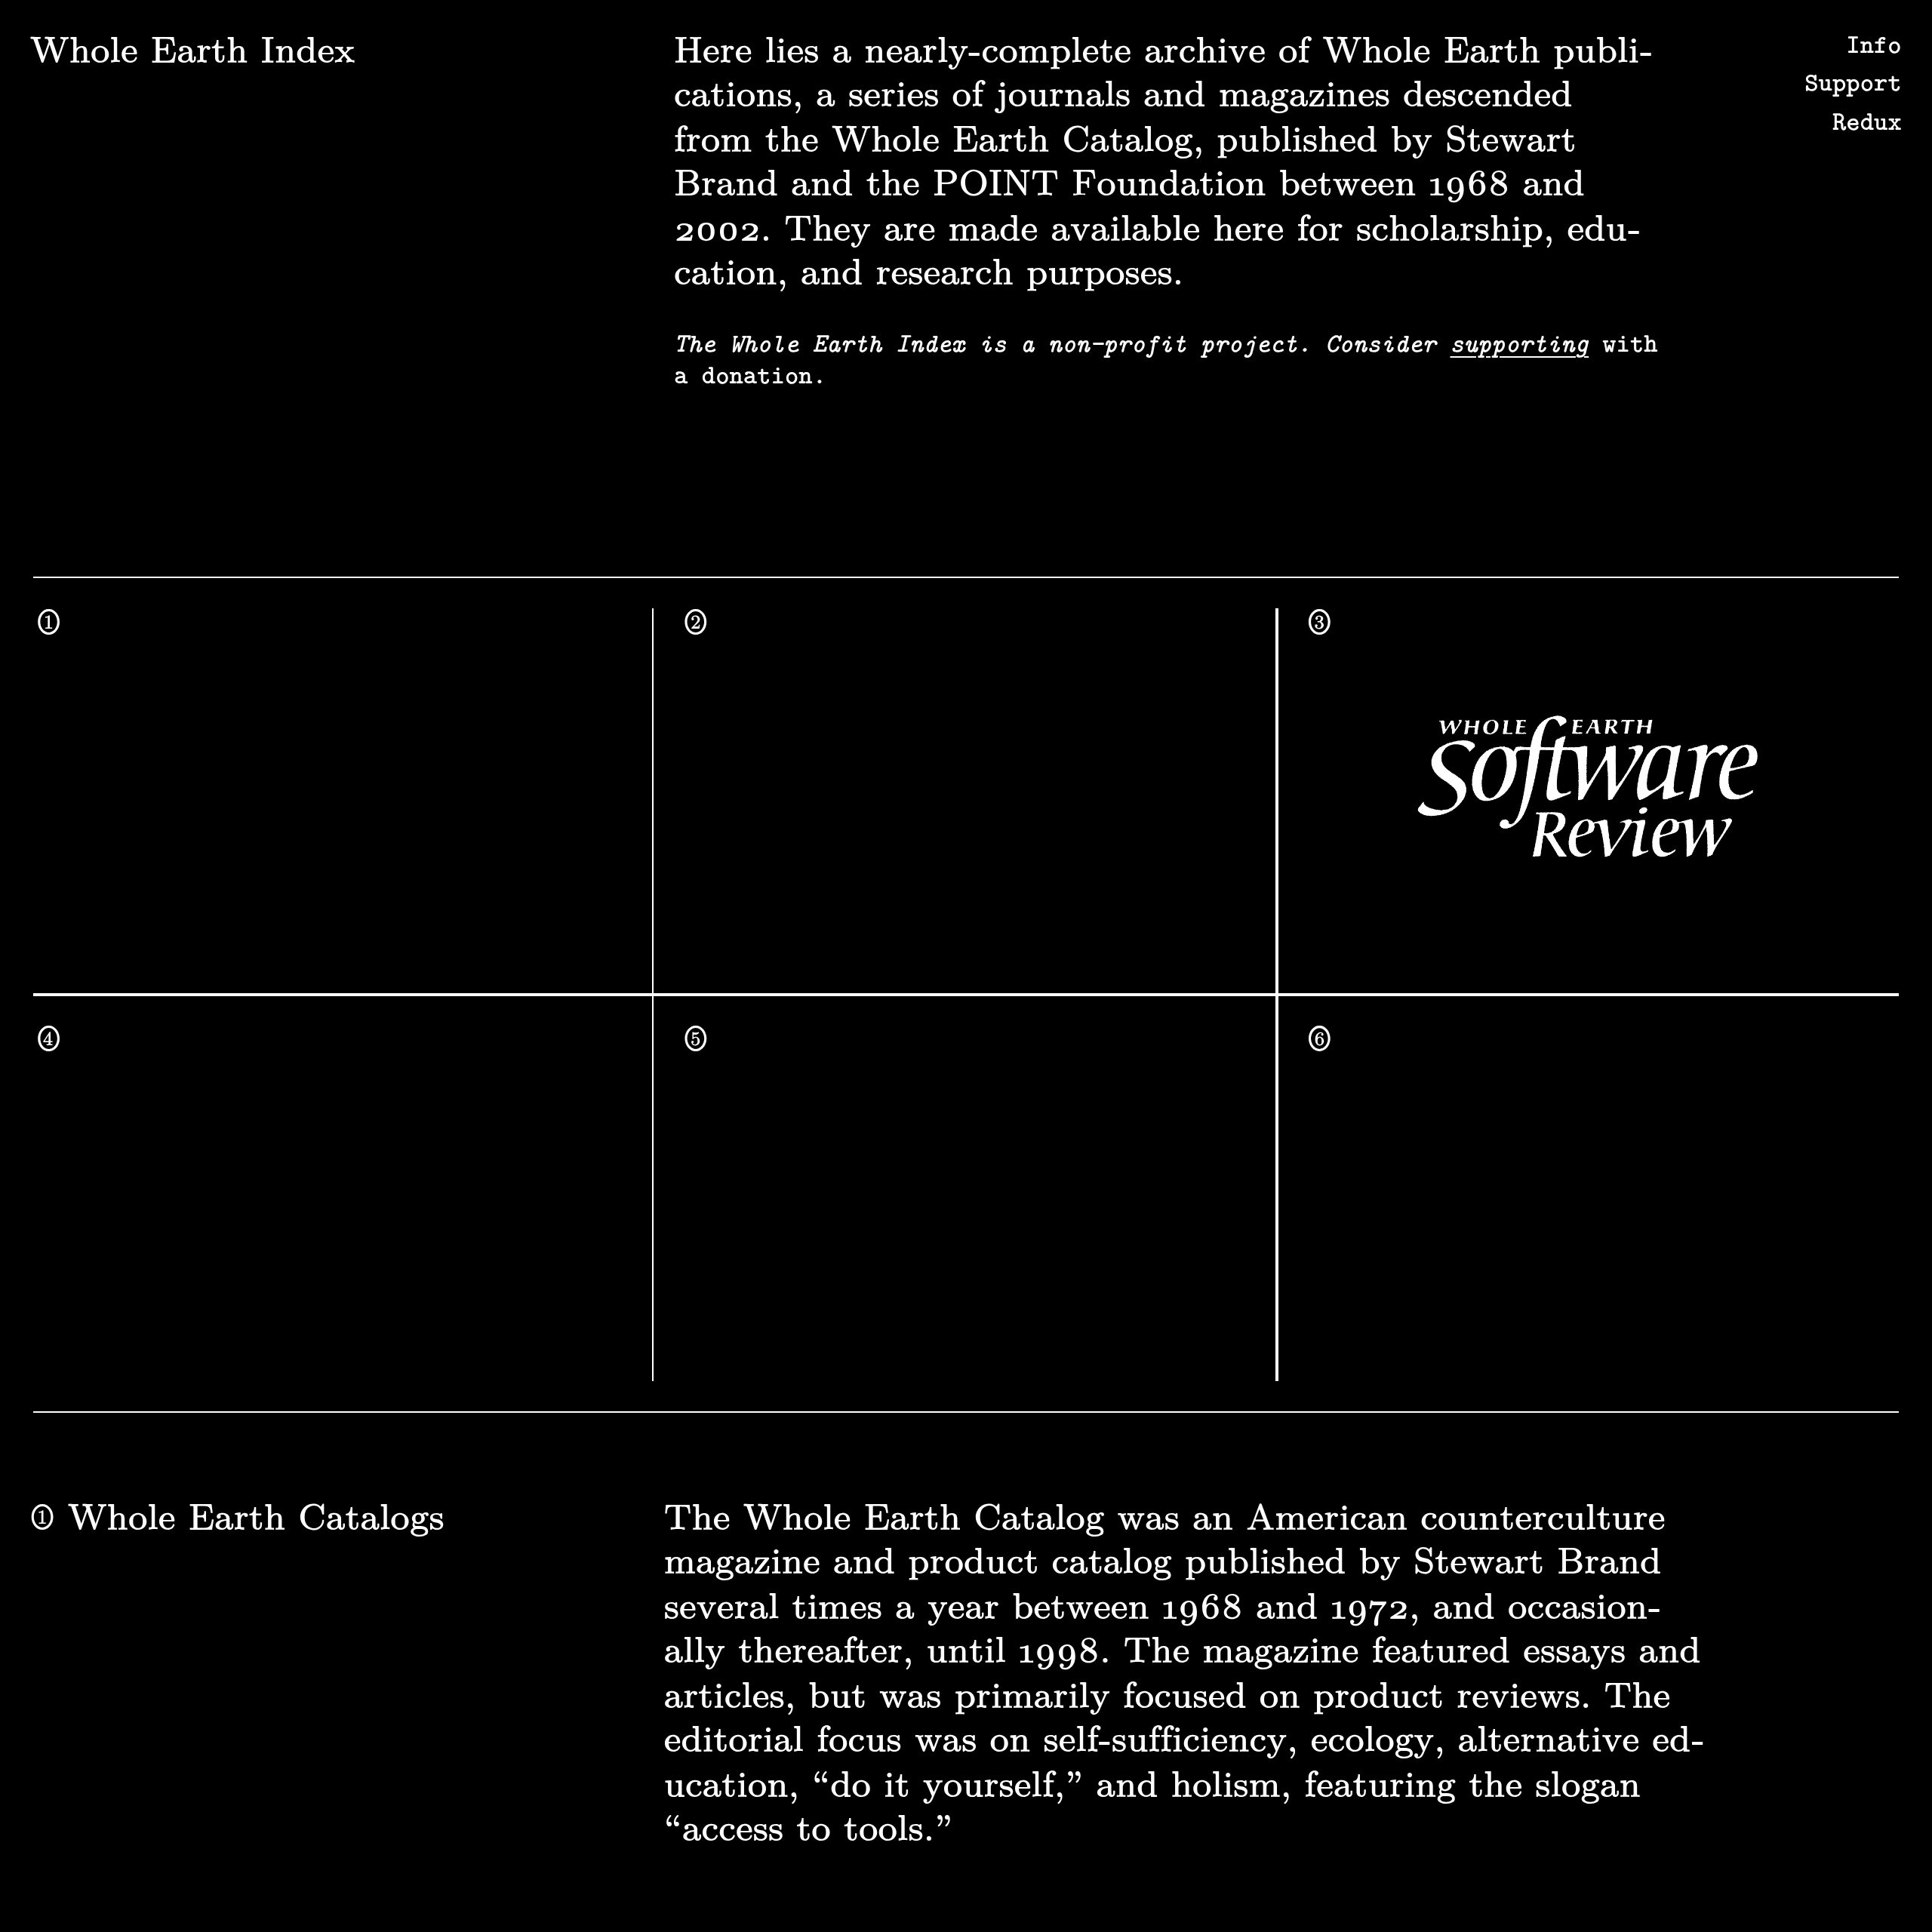 Whole Earth Index
Here lies a nearly-complete archive of Whole Earth publi-
cations, a series of journals and magazines descended
from the Whole Earth Catalog, published by Stewart
Brand and the POINT Foundation between 1968 and
2002. They are made available here for scholarship, edu-
cation, and research purposes.
The Whole Earth Index is a non-profit project. Consider supporting with
a donation.
Info
Support
Redux
①
②
③
WHOLE EARTH
Software
Review
④
⑤
⑥
① Whole Earth Catalogs
The Whole Earth Catalog was an American counterculture
magazine and product catalog published by Stewart Brand
several times a year between 1968 and 1972, and occasion-
ally thereafter, until 1998. The magazine featured essays and
articles, but was primarily focused on product reviews. The
editorial focus was on self-sufficiency, ecology, alternative ed-
ucation, “do it yourself,” and holism, featuring the slogan
“access to tools.”